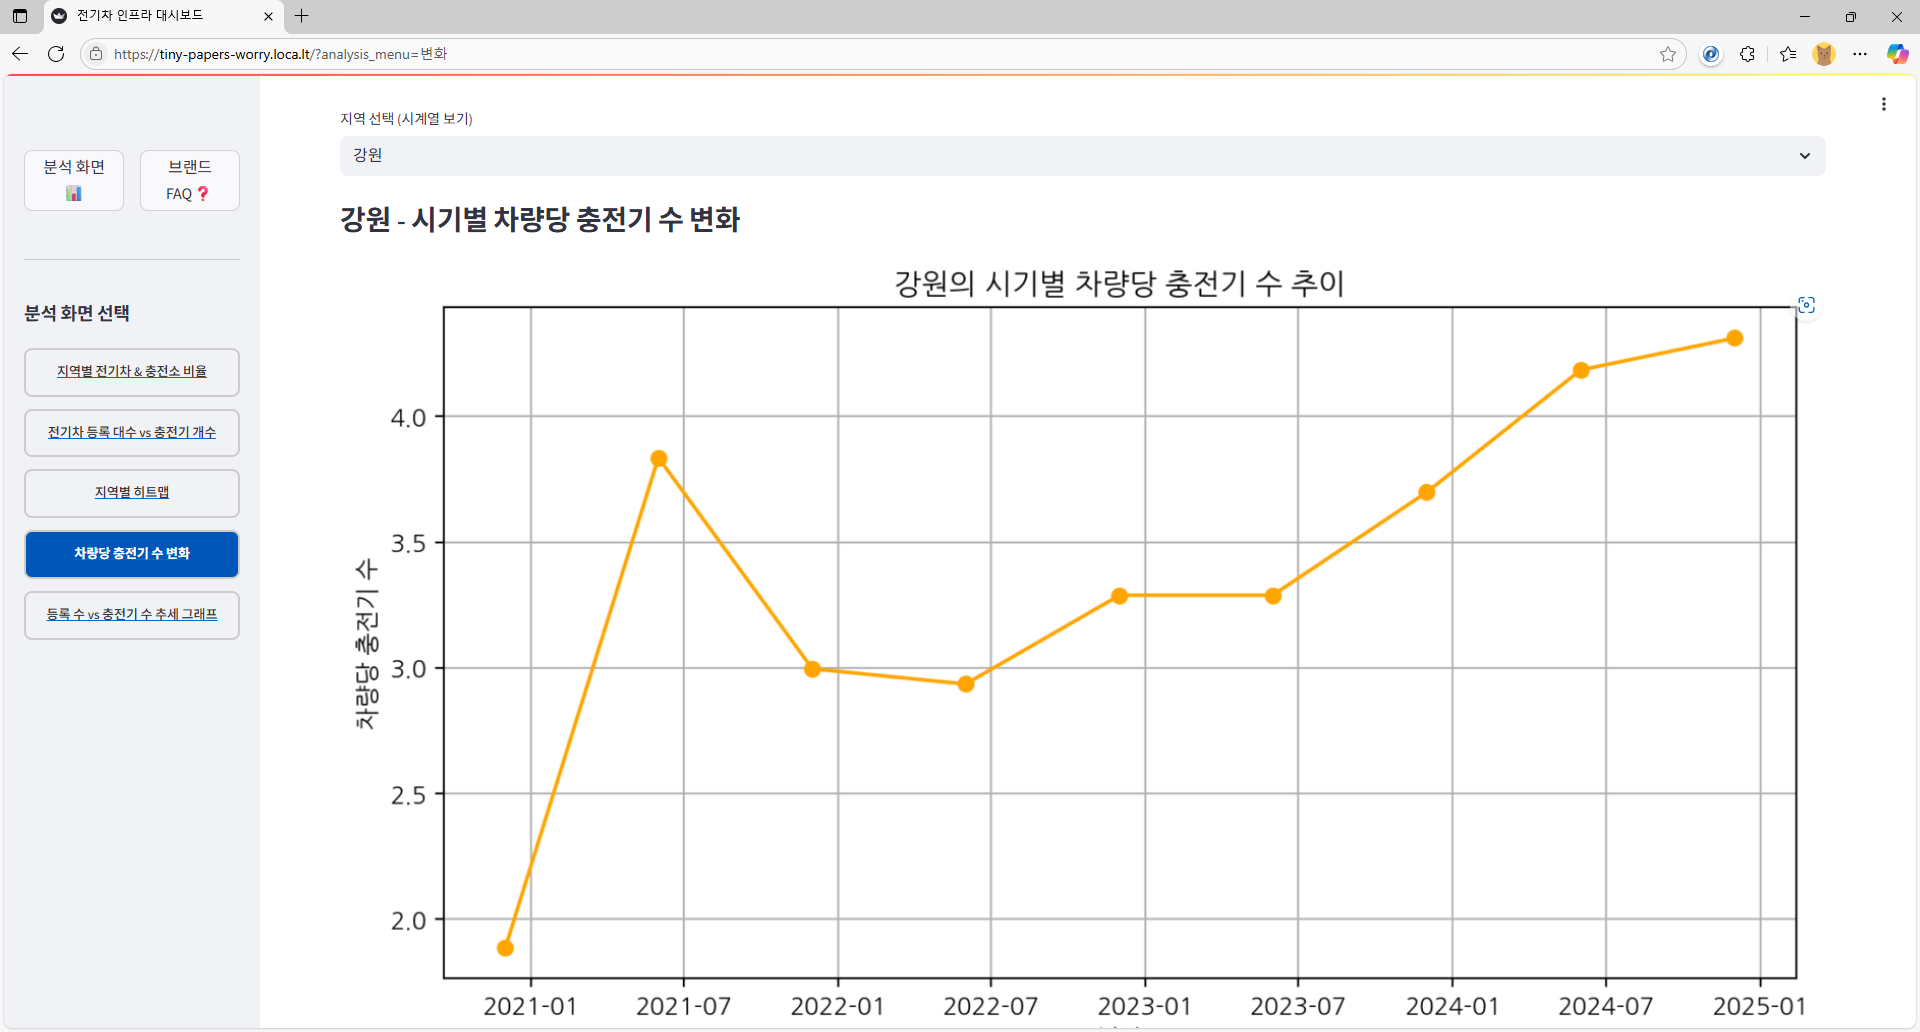 전기차 인프라 대시보드
https://tiny-papers-worry.loca.lt/?analysis_menu=변화
분석 화면
📊
브랜드
FAQ ❓
분석 화면 선택
지역별 전기차 & 충전소 비율
전기차 등록 대수 vs 충전기 개수
지역별 히트맵
차량당 충전기 수 변화
등록 수 vs 충전기 수 추세 그래프
지역 선택 (시계열 보기)
강원
강원 - 시기별 차량당 충전기 수 변화
강원의 시기별 차량당 충전기 수 추이
차량당 충전기 수
4.0
3.5
3.0
2.5
2.0
2021-01 2021-07 2022-01 2022-07 2023-01 2023-07 2024-01 2024-07 2025-01